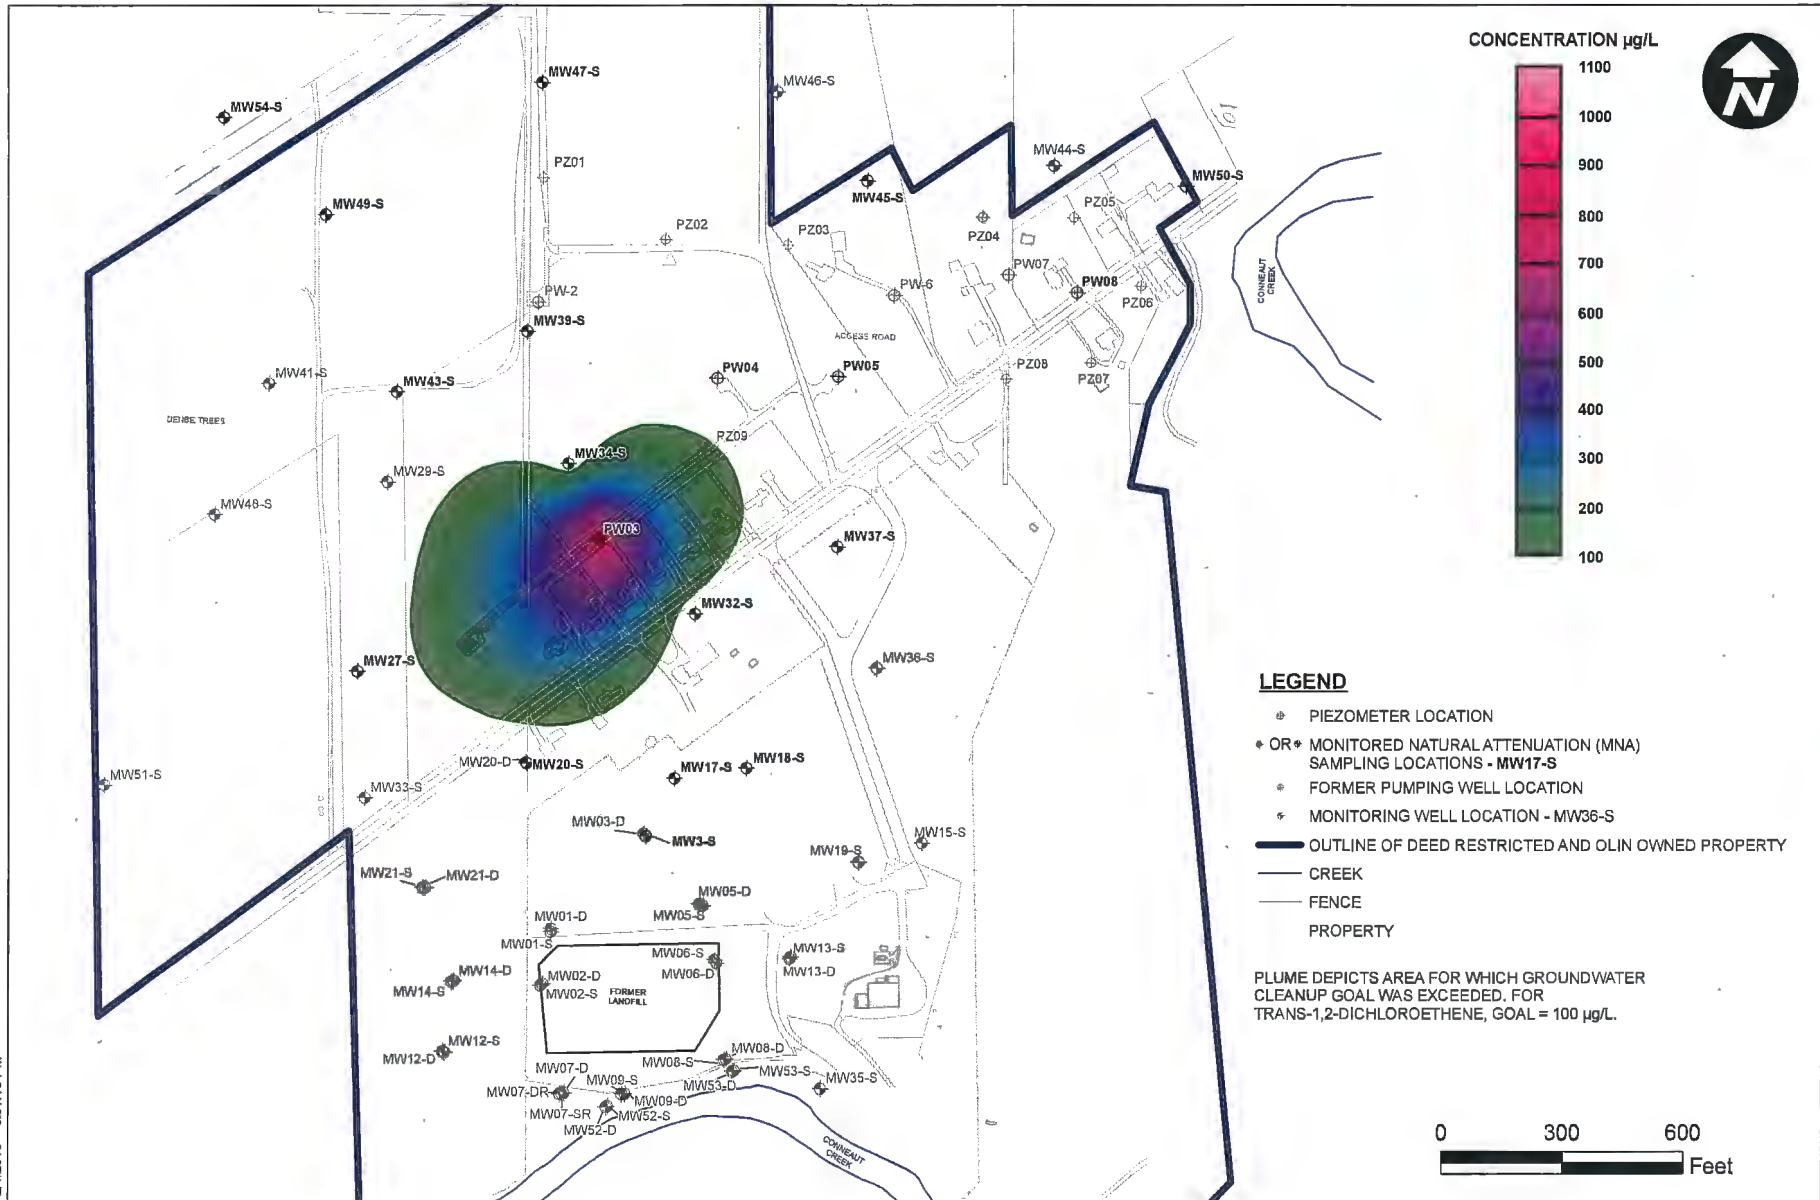 CONCENTRATION µg/L
1100
1000
900
800
700
600
500
400
300
200
100
N
MW47-S
MW54-S
MW46-S
MW44-S
PZ01
MW45-S
MW50-S
MW49-S
PZ05
PZ02
PZ03
PZ04
PW07
PW-2
PW-6
PW08
PZ06
CONNEAUT
CREEK
MW39-S
ACCESS ROAD
MW41-S
MW43-S
PW04
PW05
PZ08
PZ07
DENSE TREES
PZ09
MW34-S
MW29-S
MW48-S
PW03
MW37-S
MW32-S
MW27-S
MW36-S
MW20-D
MW20-S
MW17-S
MW18-S
MW51-S
MW33-S
MW03-D
MW3-S
MW15-S
MW19-S
MW21-S
MW21-D
MW05-D
MW05-S
MW01-D
MW01-S
MW06-S
MW06-D
MW13-S
MW13-D
MW14-D
MW14-S
MW02-D
MW02-S
FORMER
LANDFILL
MW12-S
MW12-D
MW08-D
MW08-S
MW53-S
MW53-D
MW35-S
MW07-D
MW07-DR
MW07-SR
MW09-S
MW09-D
MW52-S
MW52-D
CONNEAUT
CREEK
LEGEND
PIEZOMETER LOCATION
OR MONITORED NATURAL ATTENUATION (MNA)
SAMPLING LOCATIONS - MW17-S
FORMER PUMPING WELL LOCATION
MONITORING WELL LOCATION - MW36-S
OUTLINE OF DEED RESTRICTED AND OLIN OWNED PROPERTY
CREEK
FENCE
PROPERTY
PLUME DEPICTS AREA FOR WHICH GROUNDWATER
CLEANUP GOAL WAS EXCEEDED. FOR
TRANS-1,2-DICHLOROETHENE, GOAL = 100 µg/L.
0 300 600
Feet